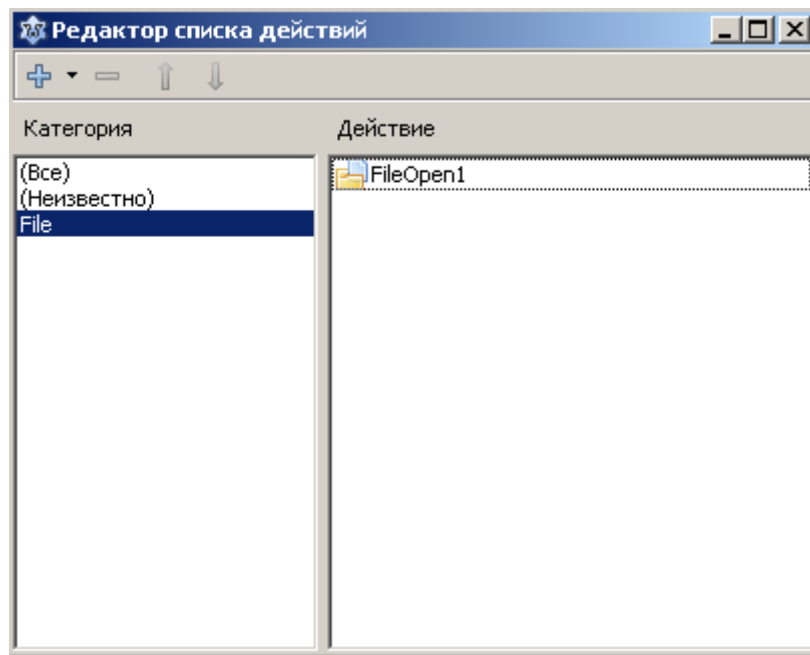 Редактор списка действий
Категория
Действие
(Все)
(Неизвестно)
File
FileOpen1